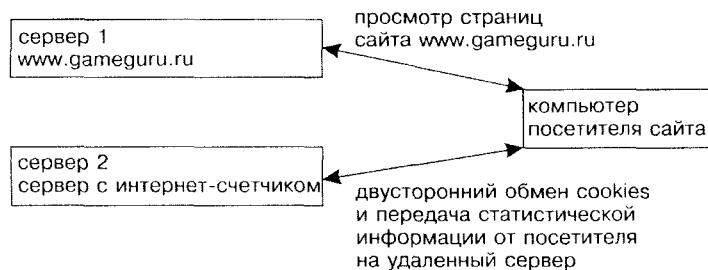 просмотр страниц
сайта www.gameguru.ru
сервер 1
www.gameguru.ru
компьютер
посетителя сайта
сервер 2
сервер с интернет-счетчиком
двусторонний обмен cookies
и передача статистической
информации от посетителя
на удаленный сервер